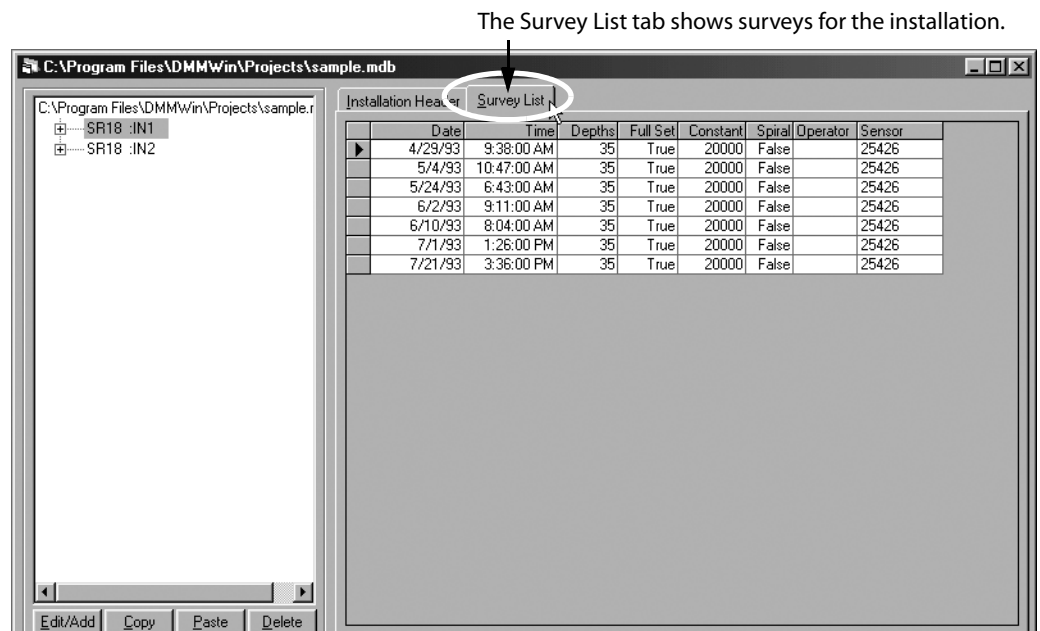 The Survey List tab shows surveys for the installation.
C:\Program Files\DMMWin\Projects\sample.mdb
C:\Program Files\DMMWin\Projects\sample.r
SR18 :IN1
SR18 :IN2
Installation Header Survey List
Date Time Depths Full Set Constant Spiral Operator Sensor
4/29/93 9:38:00 AM 35 True 20000 False 25426
5/4/93 10:47:00 AM 35 True 20000 False 25426
5/24/93 6:43:00 AM 35 True 20000 False 25426
6/2/93 9:11:00 AM 35 True 20000 False 25426
6/10/93 8:04:00 AM 35 True 20000 False 25426
7/1/93 1:26:00 PM 35 True 20000 False 25426
7/21/93 3:36:00 PM 35 True 20000 False 25426
Edit/Add Copy Paste Delete